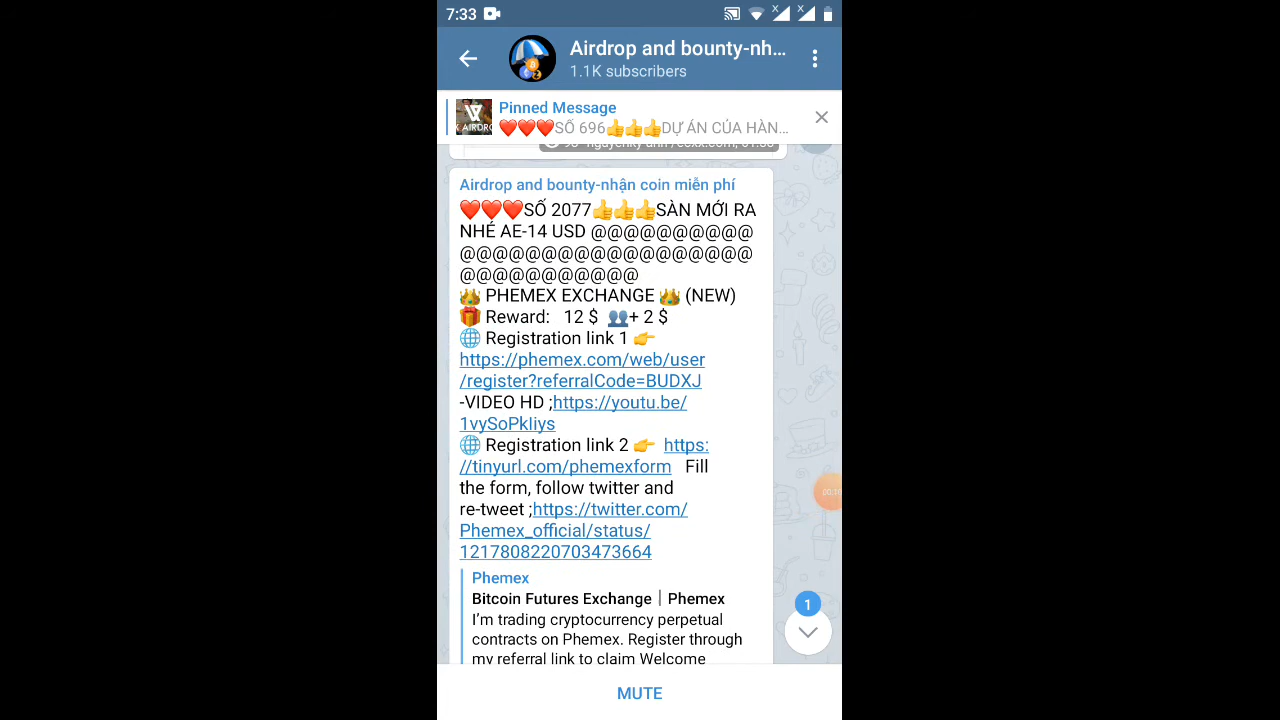 7:33
Airdrop and bounty-nh...
1.1K subscribers
Pinned Message
❤️❤️❤️SỐ 696👍👍👍DỰ ÁN CỦA HÀN...
Airdrop and bounty-nhận coin miễn phí
❤️❤️❤️SỐ 2077👍👍👍SÀN MỚI RA
NHÉ AE-14 USD @@@@@@@@@@
@@@@@@@@@@@@@@@@@@
@@@@@@@@@@@
👑 PHEMEX EXCHANGE 👑 (NEW)
🎁 Reward: 12 $ 👥+ 2 $
🌐 Registration link 1 👉
https://phemex.com/web/user
/register?referralCode=BUDXJ
-VIDEO HD ;https://youtu.be/
1vySoPkIiys
🌐 Registration link 2 👉 https:
//tinyurl.com/phemexform Fill
the form, follow twitter and
re-tweet ;https://twitter.com/
Phemex_official/status/
1217808220703473664
Phemex
Bitcoin Futures Exchange | Phemex
I'm trading cryptocurrency perpetual
contracts on Phemex. Register through
my referral link to claim Welcome
1
MUTE